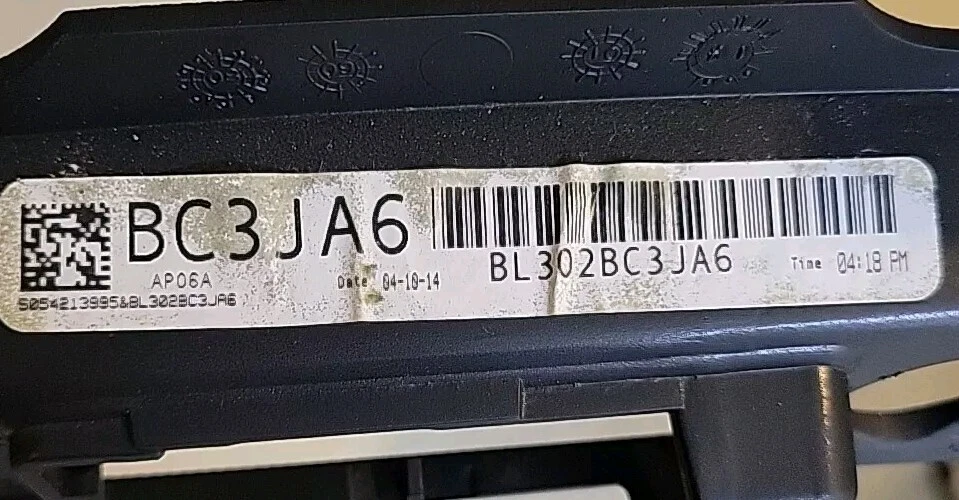 BC3JA6
AP06A
Date 04-10-14
BL302BC3JA6
Time 04:18 PM
5054213995&BL302BC3JA6